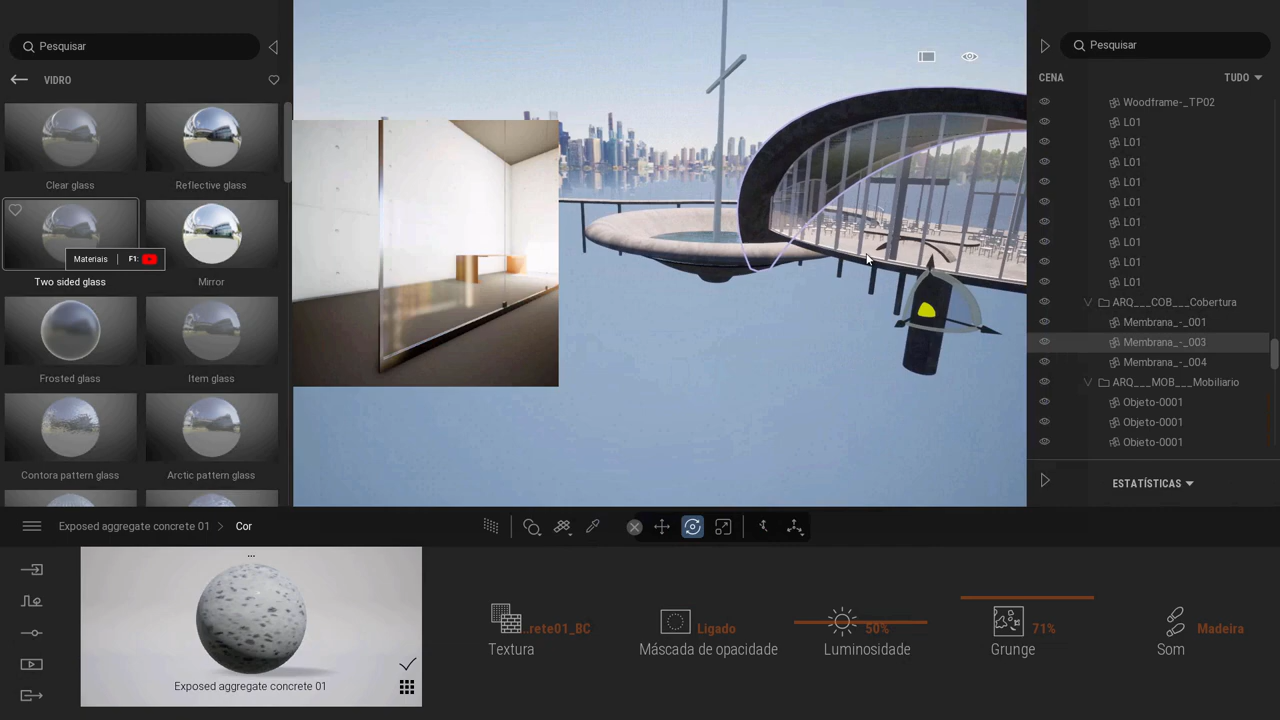 Pesquisar
VIDRO
Clear glass
Reflective glass
Materiais
F1:
Two sided glass
Mirror
Frosted glass
Item glass
Contora pattern glass
Arctic pattern glass
Pesquisar
CENA
TUDO
Woodframe-_TP02
L01
L01
L01
L01
L01
L01
L01
L01
L01
ARQ___COB___Cobertura
Membrana_-_001
Membrana_-_003
Membrana_-_004
ARQ___MOB___Mobiliario
Objeto-0001
Objeto-0001
Objeto-0001
ESTATÍSTICAS
Exposed aggregate concrete 01
Cor
...
Exposed aggregate concrete 01
...rete01_BC
Textura
Ligado
Máscada de opacidade
50%
Luminosidade
71%
Grunge
Madeira
Som